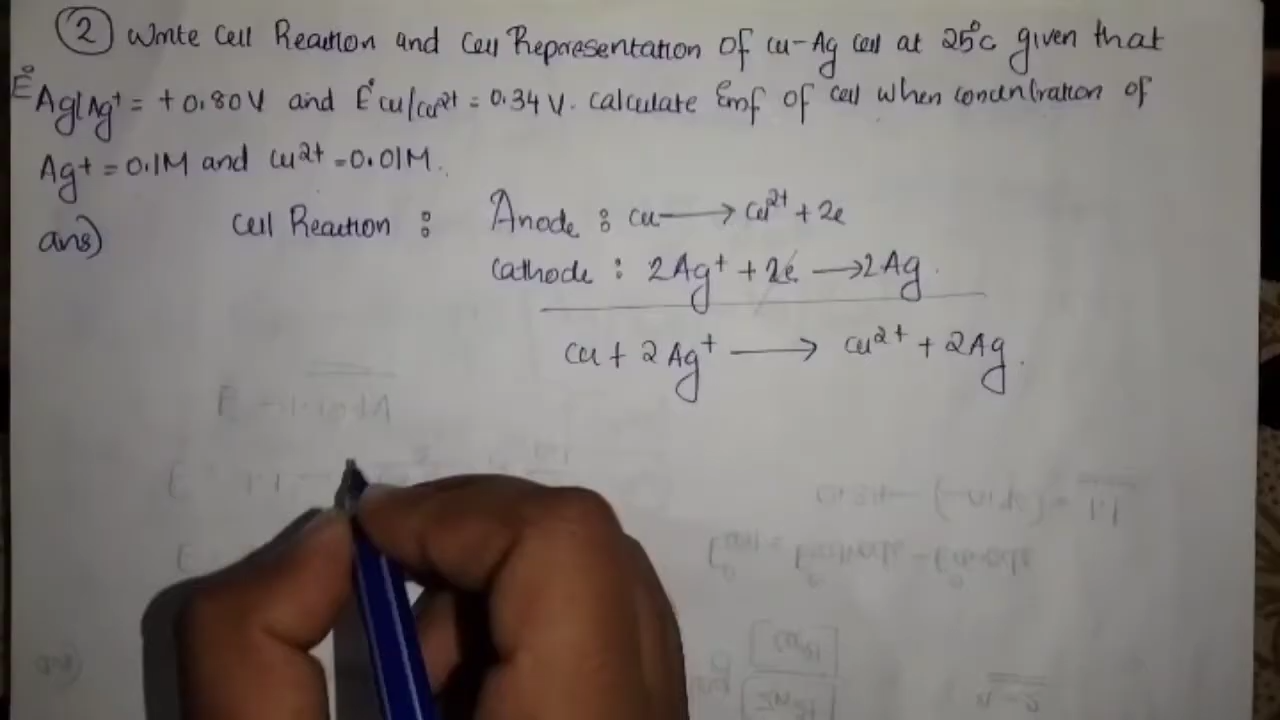 2 Write Cell Reaction and Cell Representation of Cu-Ag cell at 25°C given that
E° Ag/Ag⁺ = +0.80V and E° Cu/Cu²⁺ = 0.34V. Calculate Emf of cell when concentration of
Ag⁺ = 0.1M and Cu²⁺ = 0.01M.
ans) Cell Reaction : Anode : Cu ⟶ Cu²⁺ + 2e
Cathode : 2Ag⁺ + 2e ⟶ 2Ag.
Cu + 2Ag⁺ ⟶ Cu²⁺ + 2Ag.